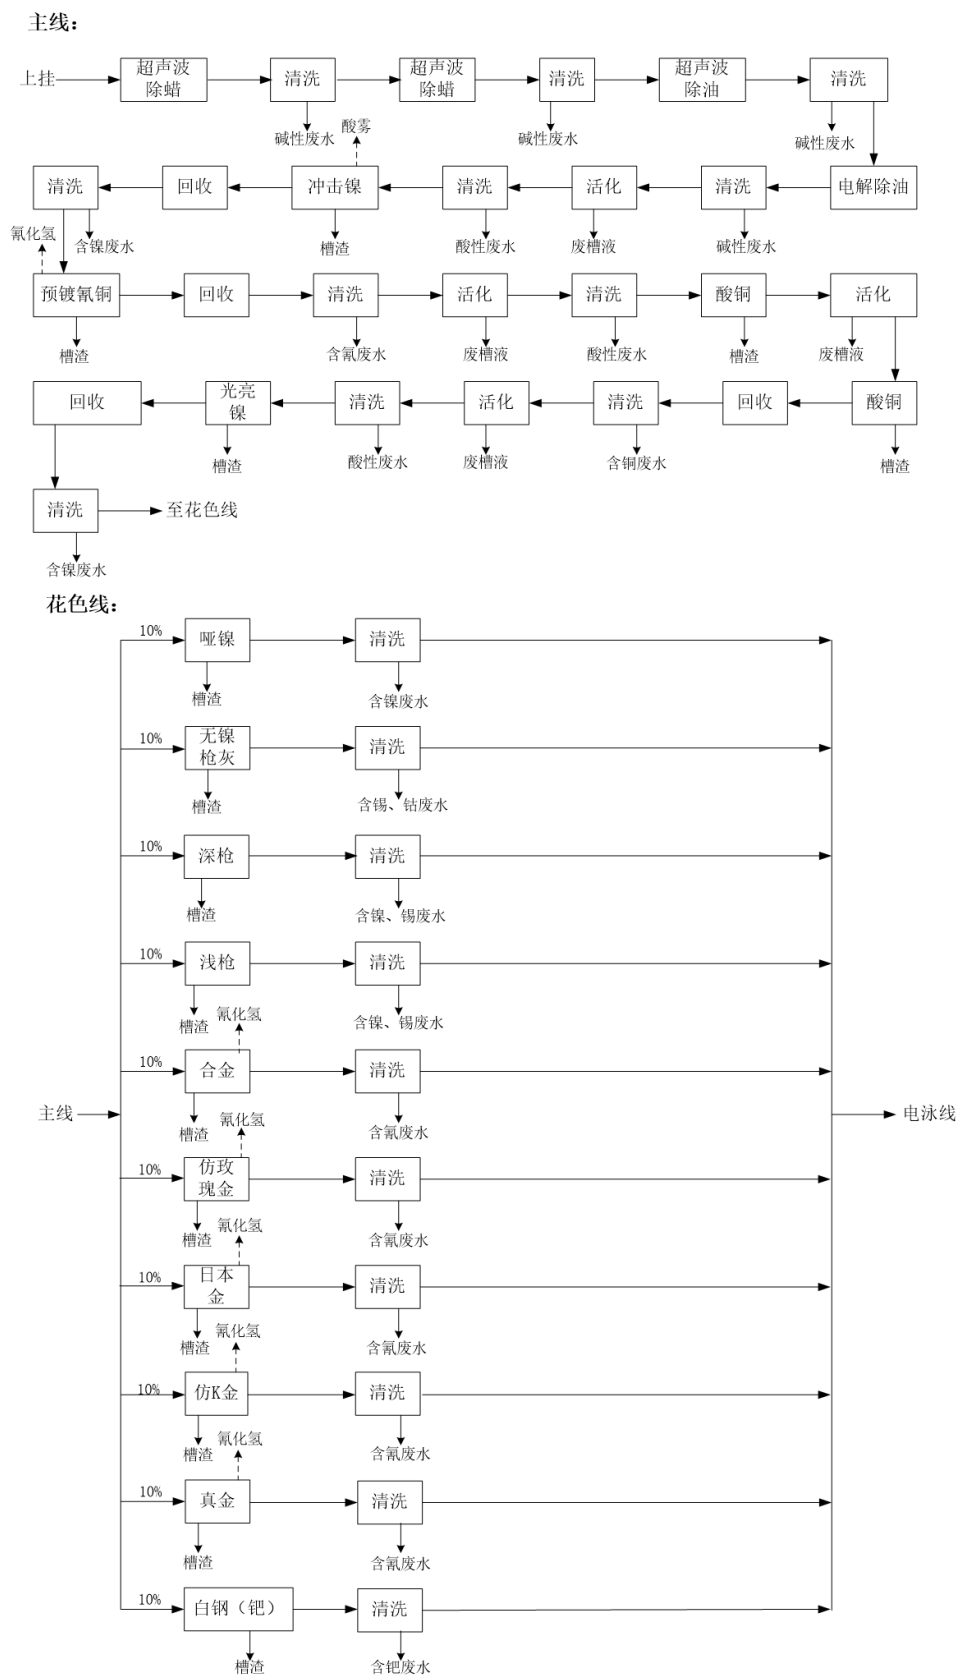 主线：
上挂
超声波
除蜡
清洗
超声波
除蜡
清洗
超声波
除油
清洗
碱性废水
酸雾
碱性废水
碱性废水
清洗
回收
冲击镍
清洗
活化
清洗
电解除油
氰化氢
含镍废水
槽渣
酸性废水
废槽液
碱性废水
预镀氰铜
回收
清洗
活化
清洗
酸铜
活化
槽渣
含氰废水
废槽液
酸性废水
槽渣
废槽液
回收
光亮
镍
清洗
活化
清洗
回收
酸铜
槽渣
酸性废水
废槽液
含铜废水
槽渣
清洗
至花色线
含镍废水
花色线：
10%
哑镍
清洗
槽渣
含镍废水
10%
无镍
枪灰
清洗
槽渣
含锡、钴废水
10%
深枪
清洗
槽渣
含镍、锡废水
10%
浅枪
清洗
槽渣
氰化氢
含镍、锡废水
10%
合金
清洗
主线
电泳线
槽渣
氰化氢
含氰废水
10%
仿玫
瑰金
清洗
槽渣
氰化氢
含氰废水
10%
日本
金
清洗
槽渣
氰化氢
含氰废水
10%
仿K金
清洗
槽渣
氰化氢
含氰废水
10%
真金
清洗
槽渣
含氰废水
10%
白钢（钯）
清洗
槽渣
含钯废水